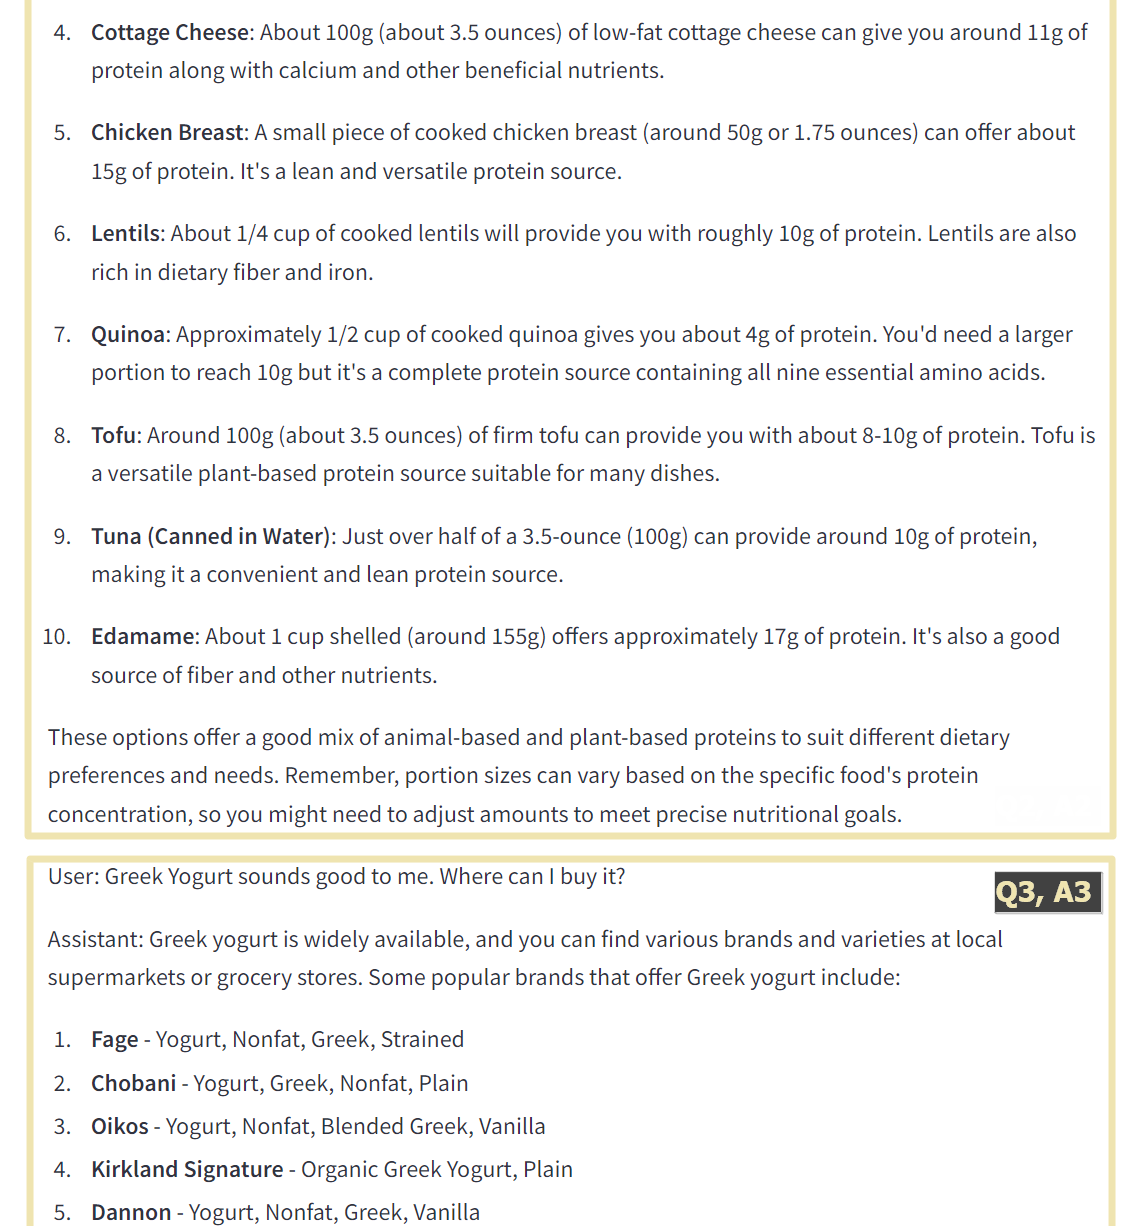 4. Cottage Cheese: About 100g (about 3.5 ounces) of low-fat cottage cheese can give you around 11g of
protein along with calcium and other beneficial nutrients.
5. Chicken Breast: A small piece of cooked chicken breast (around 50g or 1.75 ounces) can offer about
15g of protein. It's a lean and versatile protein source.
6. Lentils: About 1/4 cup of cooked lentils will provide you with roughly 10g of protein. Lentils are also
rich in dietary fiber and iron.
7. Quinoa: Approximately 1/2 cup of cooked quinoa gives you about 4g of protein. You'd need a larger
portion to reach 10g but it's a complete protein source containing all nine essential amino acids.
8. Tofu: Around 100g (about 3.5 ounces) of firm tofu can provide you with about 8-10g of protein. Tofu is
a versatile plant-based protein source suitable for many dishes.
9. Tuna (Canned in Water): Just over half of a 3.5-ounce (100g) can provide around 10g of protein,
making it a convenient and lean protein source.
10. Edamame: About 1 cup shelled (around 155g) offers approximately 17g of protein. It's also a good
source of fiber and other nutrients.
These options offer a good mix of animal-based and plant-based proteins to suit different dietary
preferences and needs. Remember, portion sizes can vary based on the specific food's protein
concentration, so you might need to adjust amounts to meet precise nutritional goals.
User: Greek Yogurt sounds good to me. Where can I buy it?
Q3, A3
Assistant: Greek yogurt is widely available, and you can find various brands and varieties at local
supermarkets or grocery stores. Some popular brands that offer Greek yogurt include:
1. Fage - Yogurt, Nonfat, Greek, Strained
2. Chobani - Yogurt, Greek, Nonfat, Plain
3. Oikos - Yogurt, Nonfat, Blended Greek, Vanilla
4. Kirkland Signature - Organic Greek Yogurt, Plain
5. Dannon - Yogurt, Nonfat, Greek, Vanilla